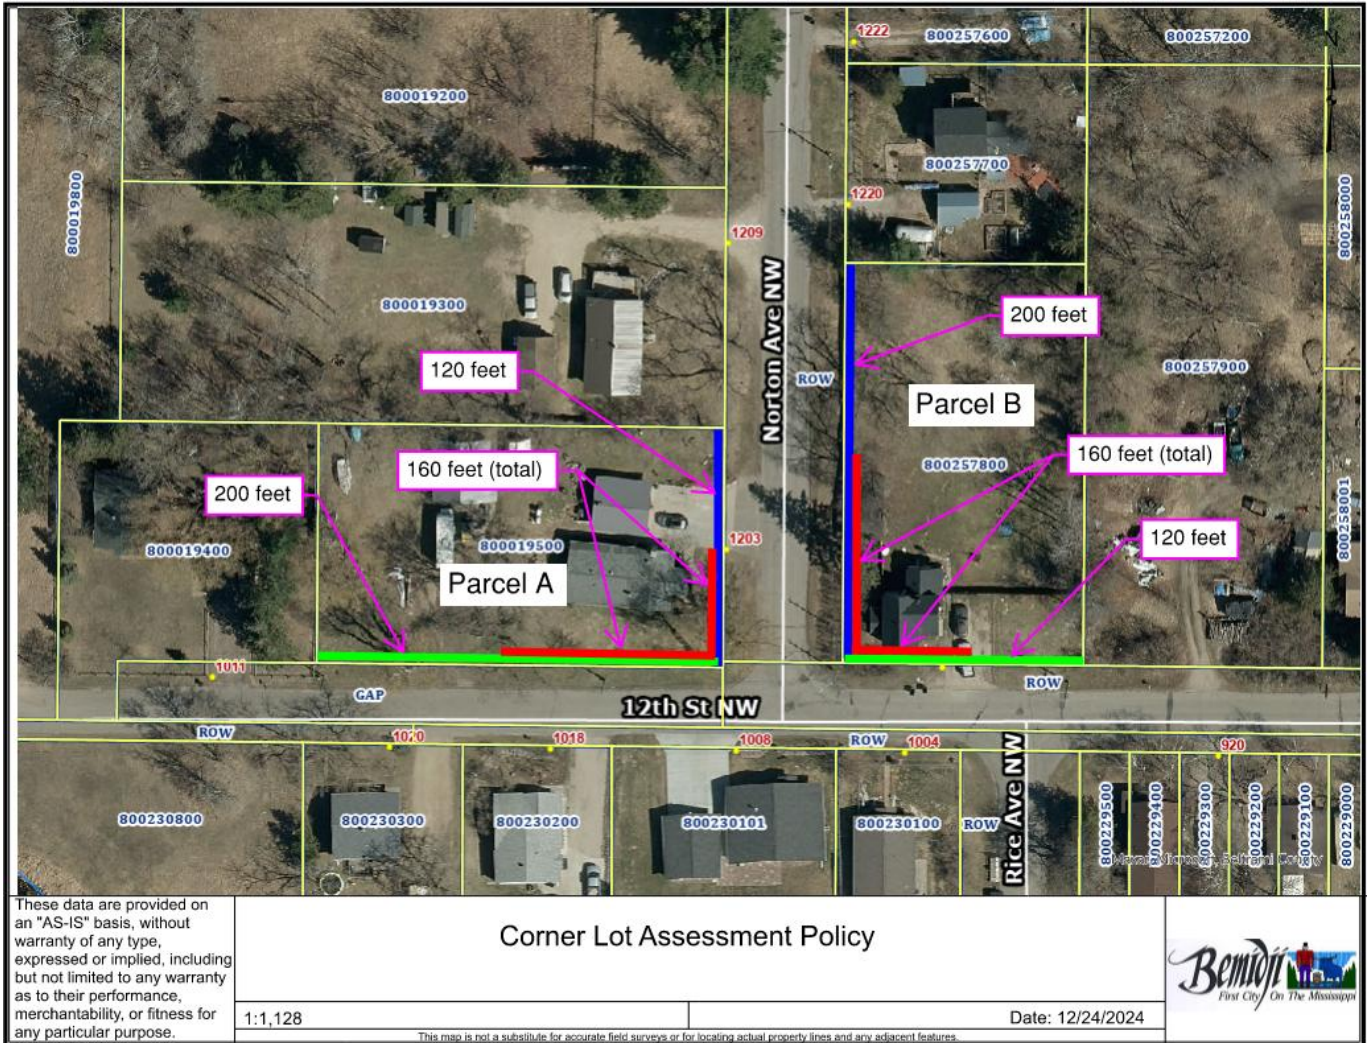 1222
800257600
800257200
800019200
800257700
800019800
1220
800258000
1209
Norton Ave NW
800019300
200 feet
120 feet
ROW
800257900
Parcel B
160 feet (total)
160 feet (total)
800257800
200 feet
800258001
120 feet
800019400
800019500
1203
Parcel A
1011
GAP
12th St NW
ROW
ROW
1020
1018
1008
ROW
1004
920
Rice Ave NW
800230800
800230300
800230200
800230101
800230100
ROW
800229500
800229400
800229300
800229200
800229100
800229000
Microsoft, Beltrami County
These data are provided on
an "AS-IS" basis, without
warranty of any type,
expressed or implied, including
but not limited to any warranty
as to their performance,
merchantability, or fitness for
any particular purpose.
Corner Lot Assessment Policy
1:1,128
Date: 12/24/2024
This map is not a substitute for accurate field surveys or for locating actual property lines and any adjacent features.
Bemidji
First City On The Mississippi